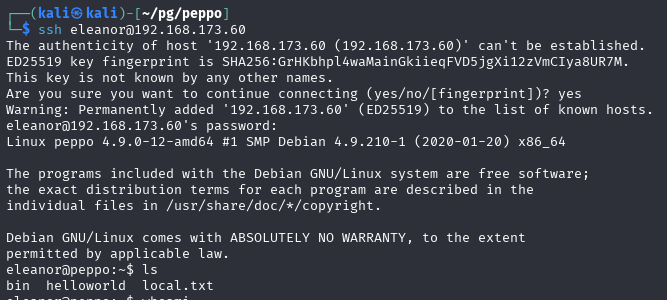 (kali㉿kali)-[~/pg/peppo]
$ ssh eleanor@192.168.173.60
The authenticity of host '192.168.173.60 (192.168.173.60)' can't be established.
ED25519 key fingerprint is SHA256:GrHKbhpl4waMainGkiieqFVD5jgXi12zVmCIya8UR7M.
This key is not known by any other names.
Are you sure you want to continue connecting (yes/no/[fingerprint])? yes
Warning: Permanently added '192.168.173.60' (ED25519) to the list of known hosts.
eleanor@192.168.173.60's password:
Linux peppo 4.9.0-12-amd64 #1 SMP Debian 4.9.210-1 (2020-01-20) x86_64
The programs included with the Debian GNU/Linux system are free software;
the exact distribution terms for each program are described in the
individual files in /usr/share/doc/*/copyright.
Debian GNU/Linux comes with ABSOLUTELY NO WARRANTY, to the extent
permitted by applicable law.
eleanor@peppo:~$ ls
bin  helloworld  local.txt